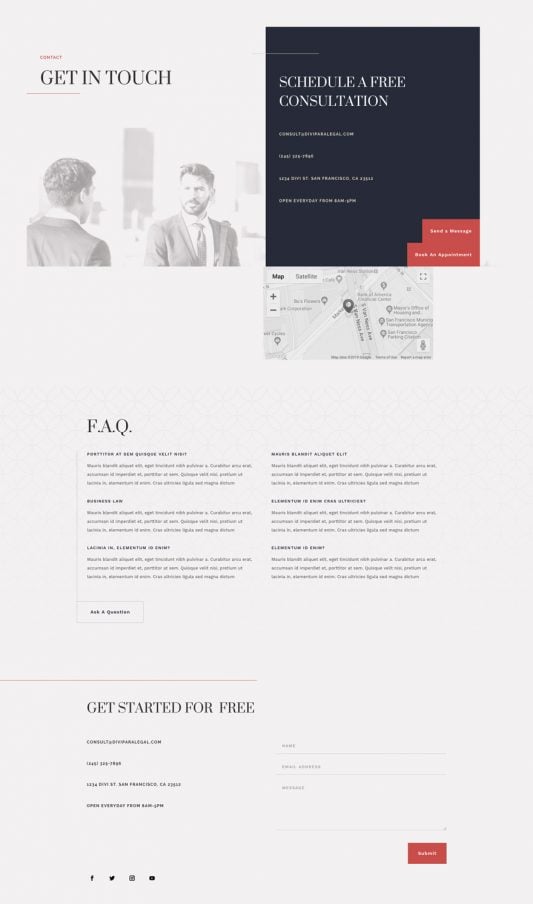 CONTACT
GET IN TOUCH
SCHEDULE A FREE
CONSULTATION
CONSULT@DIVIPARALEGAL.COM
(245) 325-7896
1234 DIVI ST. SAN FRANCISCO, CA 23512
OPEN EVERYDAY FROM 8AM-5PM
Send a Message
Book An Appointment
Map
Satellite
Van Ness Station
Cafe
Bank of America
Financial Center
Ba's Flowers
rk Corporation
Mayor's Office of
Housing and...
San Francisco Municip
Transportation Agency
San Francisco
Parking Citation
S Van Ness Ave
Map data ©2019 Google
Terms of Use
Report a map error
F.A.Q.
PORTTITOR AT SEM QUISQUE VELIT NISI?
Mauris blandit aliquet elit, eget tincidunt nibh pulvinar a. Curabitur arcu erat,
accumsan id imperdiet et, porttitor at sem. Quisque velit nisi, pretium ut
lacinia in, elementum id enim. Cras ultricies ligula sed magna dictum
BUSINESS LAW
Mauris blandit aliquet elit, eget tincidunt nibh pulvinar a. Curabitur arcu erat,
accumsan id imperdiet et, porttitor at sem. Quisque velit nisi, pretium ut
lacinia in, elementum id enim. Cras ultricies ligula sed magna dictum
LACINIA IN, ELEMENTUM ID ENIM?
Mauris blandit aliquet elit, eget tincidunt nibh pulvinar a. Curabitur arcu erat,
accumsan id imperdiet et, porttitor at sem. Quisque velit nisi, pretium ut
lacinia in, elementum id enim. Cras ultricies ligula sed magna dictum
MAURIS BLANDIT ALIQUET ELIT
Mauris blandit aliquet elit, eget tincidunt nibh pulvinar a. Curabitur arcu erat,
accumsan id imperdiet et, porttitor at sem. Quisque velit nisi, pretium ut
lacinia in, elementum id enim. Cras ultricies ligula sed magna dictum
ELEMENTUM ID ENIM CRAS ULTRICIES?
Mauris blandit aliquet elit, eget tincidunt nibh pulvinar a. Curabitur arcu erat,
accumsan id imperdiet et, porttitor at sem. Quisque velit nisi, pretium ut
lacinia in, elementum id enim. Cras ultricies ligula sed magna dictum
ELEMENTUM ID ENIM?
Mauris blandit aliquet elit, eget tincidunt nibh pulvinar a. Curabitur arcu erat,
accumsan id imperdiet et, porttitor at sem. Quisque velit nisi, pretium ut
lacinia in, elementum id enim. Cras ultricies ligula sed magna dictum
Ask A Question
GET STARTED FOR FREE
CONSULT@DIVIPARALEGAL.COM
(245) 325-7896
1234 DIVI ST. SAN FRANCISCO, CA 23512
OPEN EVERYDAY FROM 8AM-5PM
NAME
EMAIL ADDRESS
MESSAGE
Submit